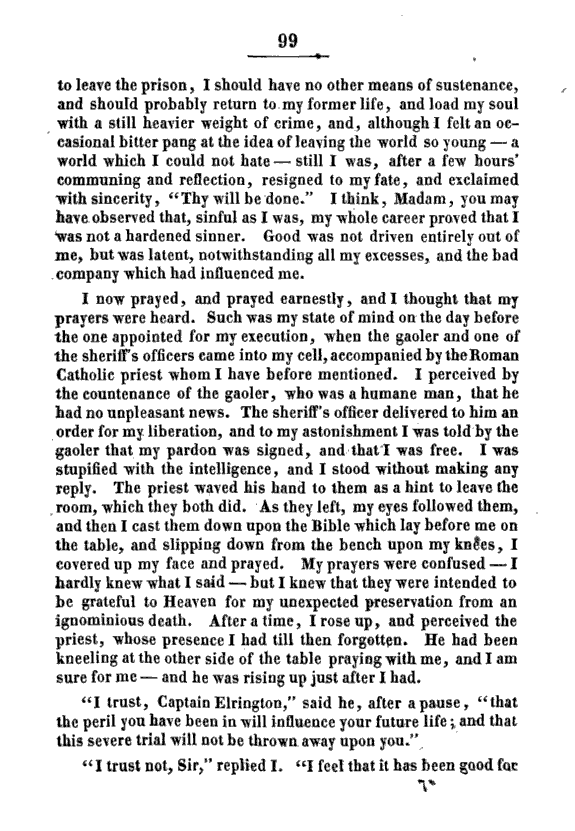 99
to leave the prison, I should have no other means of sustenance,
and should probably return to my former life, and load my soul
with a still heavier weight of crime, and, although I felt an oc-
casional bitter pang at the idea of leaving the world so young — a
world which I could not hate — still I was, after a few hours'
communing and reflection, resigned to my fate, and exclaimed
with sincerity, "Thy will be done." I think, Madam, you may
have observed that, sinful as I was, my whole career proved that I
was not a hardened sinner. Good was not driven entirely out of
me, but was latent, notwithstanding all my excesses, and the bad
company which had influenced me.
I now prayed, and prayed earnestly, and I thought that my
prayers were heard. Such was my state of mind on the day before
the one appointed for my execution, when the gaoler and one of
the sheriff's officers came into my cell, accompanied by the Roman
Catholic priest whom I have before mentioned. I perceived by
the countenance of the gaoler, who was a humane man, that he
had no unpleasant news. The sheriff's officer delivered to him an
order for my liberation, and to my astonishment I was told by the
gaoler that my pardon was signed, and that I was free. I was
stupified with the intelligence, and I stood without making any
reply. The priest waved his hand to them as a hint to leave the
room, which they both did. As they left, my eyes followed them,
and then I cast them down upon the Bible which lay before me on
the table, and slipping down from the bench upon my knees, I
covered up my face and prayed. My prayers were confused — I
hardly knew what I said — but I knew that they were intended to
be grateful to Heaven for my unexpected preservation from an
ignominious death. After a time, I rose up, and perceived the
priest, whose presence I had till then forgotten. He had been
kneeling at the other side of the table praying with me, and I am
sure for me — and he was rising up just after I had.
"I trust, Captain Elrington," said he, after a pause, "that
the peril you have been in will influence your future life; and that
this severe trial will not be thrown away upon you."
"I trust not, Sir," replied I. "I feel that it has been good for
7*